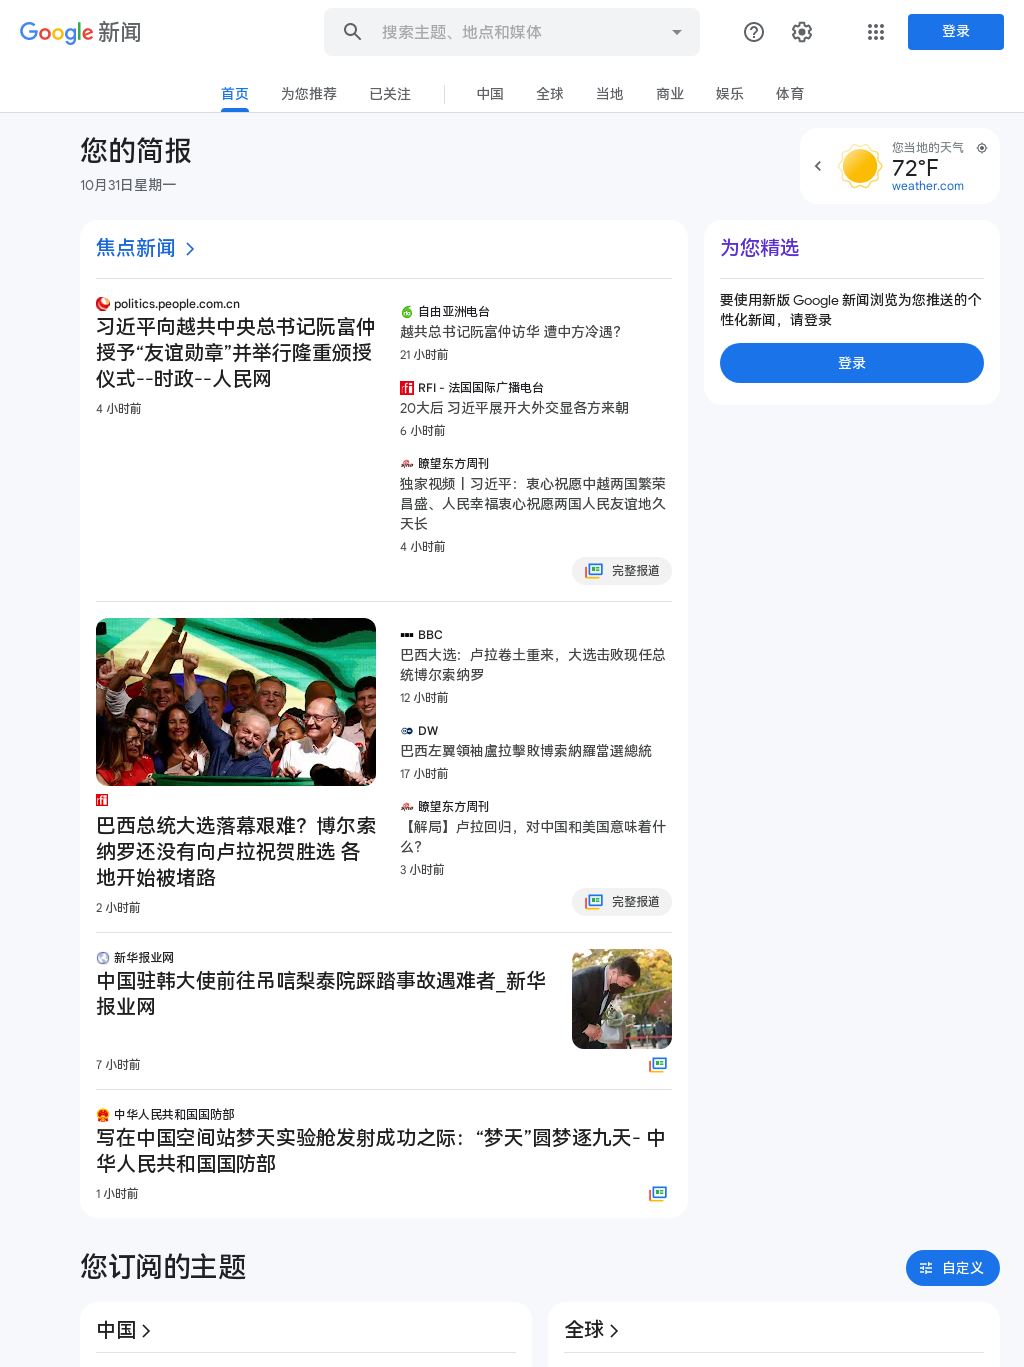 Google 新闻
搜索主题、地点和媒体
登录
首页 为您推荐 已关注 中国 全球 当地 商业 娱乐 体育
您的简报
10月31日星期一
您当地的天气
72°F
weather.com
焦点新闻
politics.people.com.cn
习近平向越共中央总书记阮富仲
授予“友谊勋章”并举行隆重颁授
仪式--时政--人民网
4 小时前
自由亚洲电台
越共总书记阮富仲访华 遭中方冷遇？
21 小时前
RFI - 法国国际广播电台
20大后 习近平展开大外交显各方来朝
6 小时前
瞭望东方周刊
独家视频丨习近平：衷心祝愿中越两国繁荣
昌盛、人民幸福衷心祝愿两国人民友谊地久
天长
4 小时前
完整报道
巴西总统大选落幕艰难？博尔索
纳罗还没有向卢拉祝贺胜选 各
地开始被堵路
2 小时前
BBC
巴西大选：卢拉卷土重来，大选击败现任总
统博尔索纳罗
12 小时前
DW
巴西左翼領袖盧拉擊敗博索納羅當選總統
17 小时前
瞭望东方周刊
【解局】卢拉回归，对中国和美国意味着什
么？
3 小时前
完整报道
新华报业网
中国驻韩大使前往吊唁梨泰院踩踏事故遇难者_新华
报业网
7 小时前
中华人民共和国国防部
写在中国空间站梦天实验舱发射成功之际：“梦天”圆梦逐九天- 中
华人民共和国国防部
1 小时前
为您精选
要使用新版 Google 新闻浏览为您推送的个
性化新闻，请登录
登录
您订阅的主题
自定义
中国
全球